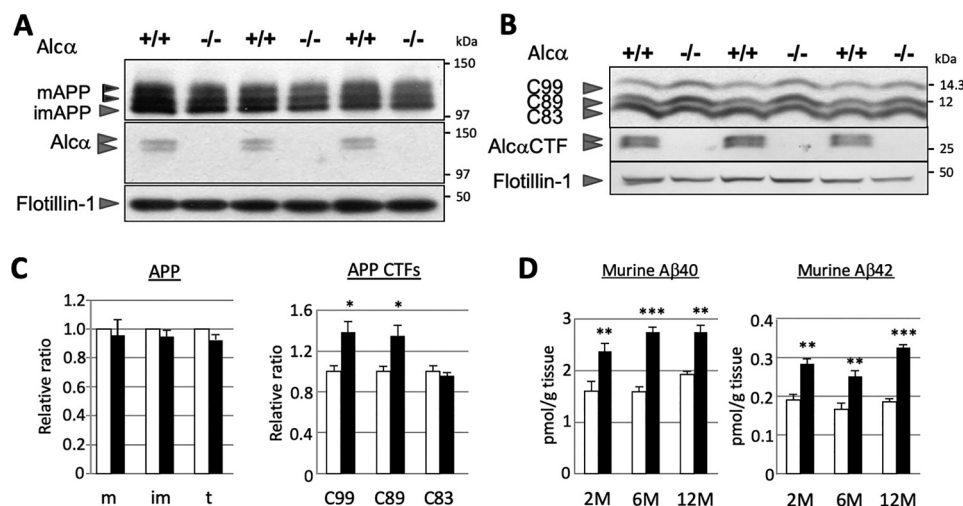 A
Alcα +/+ -/- +/+ -/- +/+ -/- kDa
150
mAPP
imAPP
97
Alcα
150
97
Flotillin-1
50
B
Alcα +/+ -/- +/+ -/- +/+ -/- kDa
C99
14.3
C89
12
C83
AlcαCTF
25
Flotillin-1
50
C
APP
Relative ratio
1.2
1.0
0.8
0.6
0.4
0.2
0
m im t
APP CTFs
Relative ratio
1.6
1.2
0.8
0.4
0
* *
C99 C89 C83
D
Murine Aβ40
pmol/g tissue
3
2
1
0
** *** **
2M 6M 12M
Murine Aβ42
pmol/g tissue
0.4
0.3
0.2
0.1
0
** ** ***
2M 6M 12M